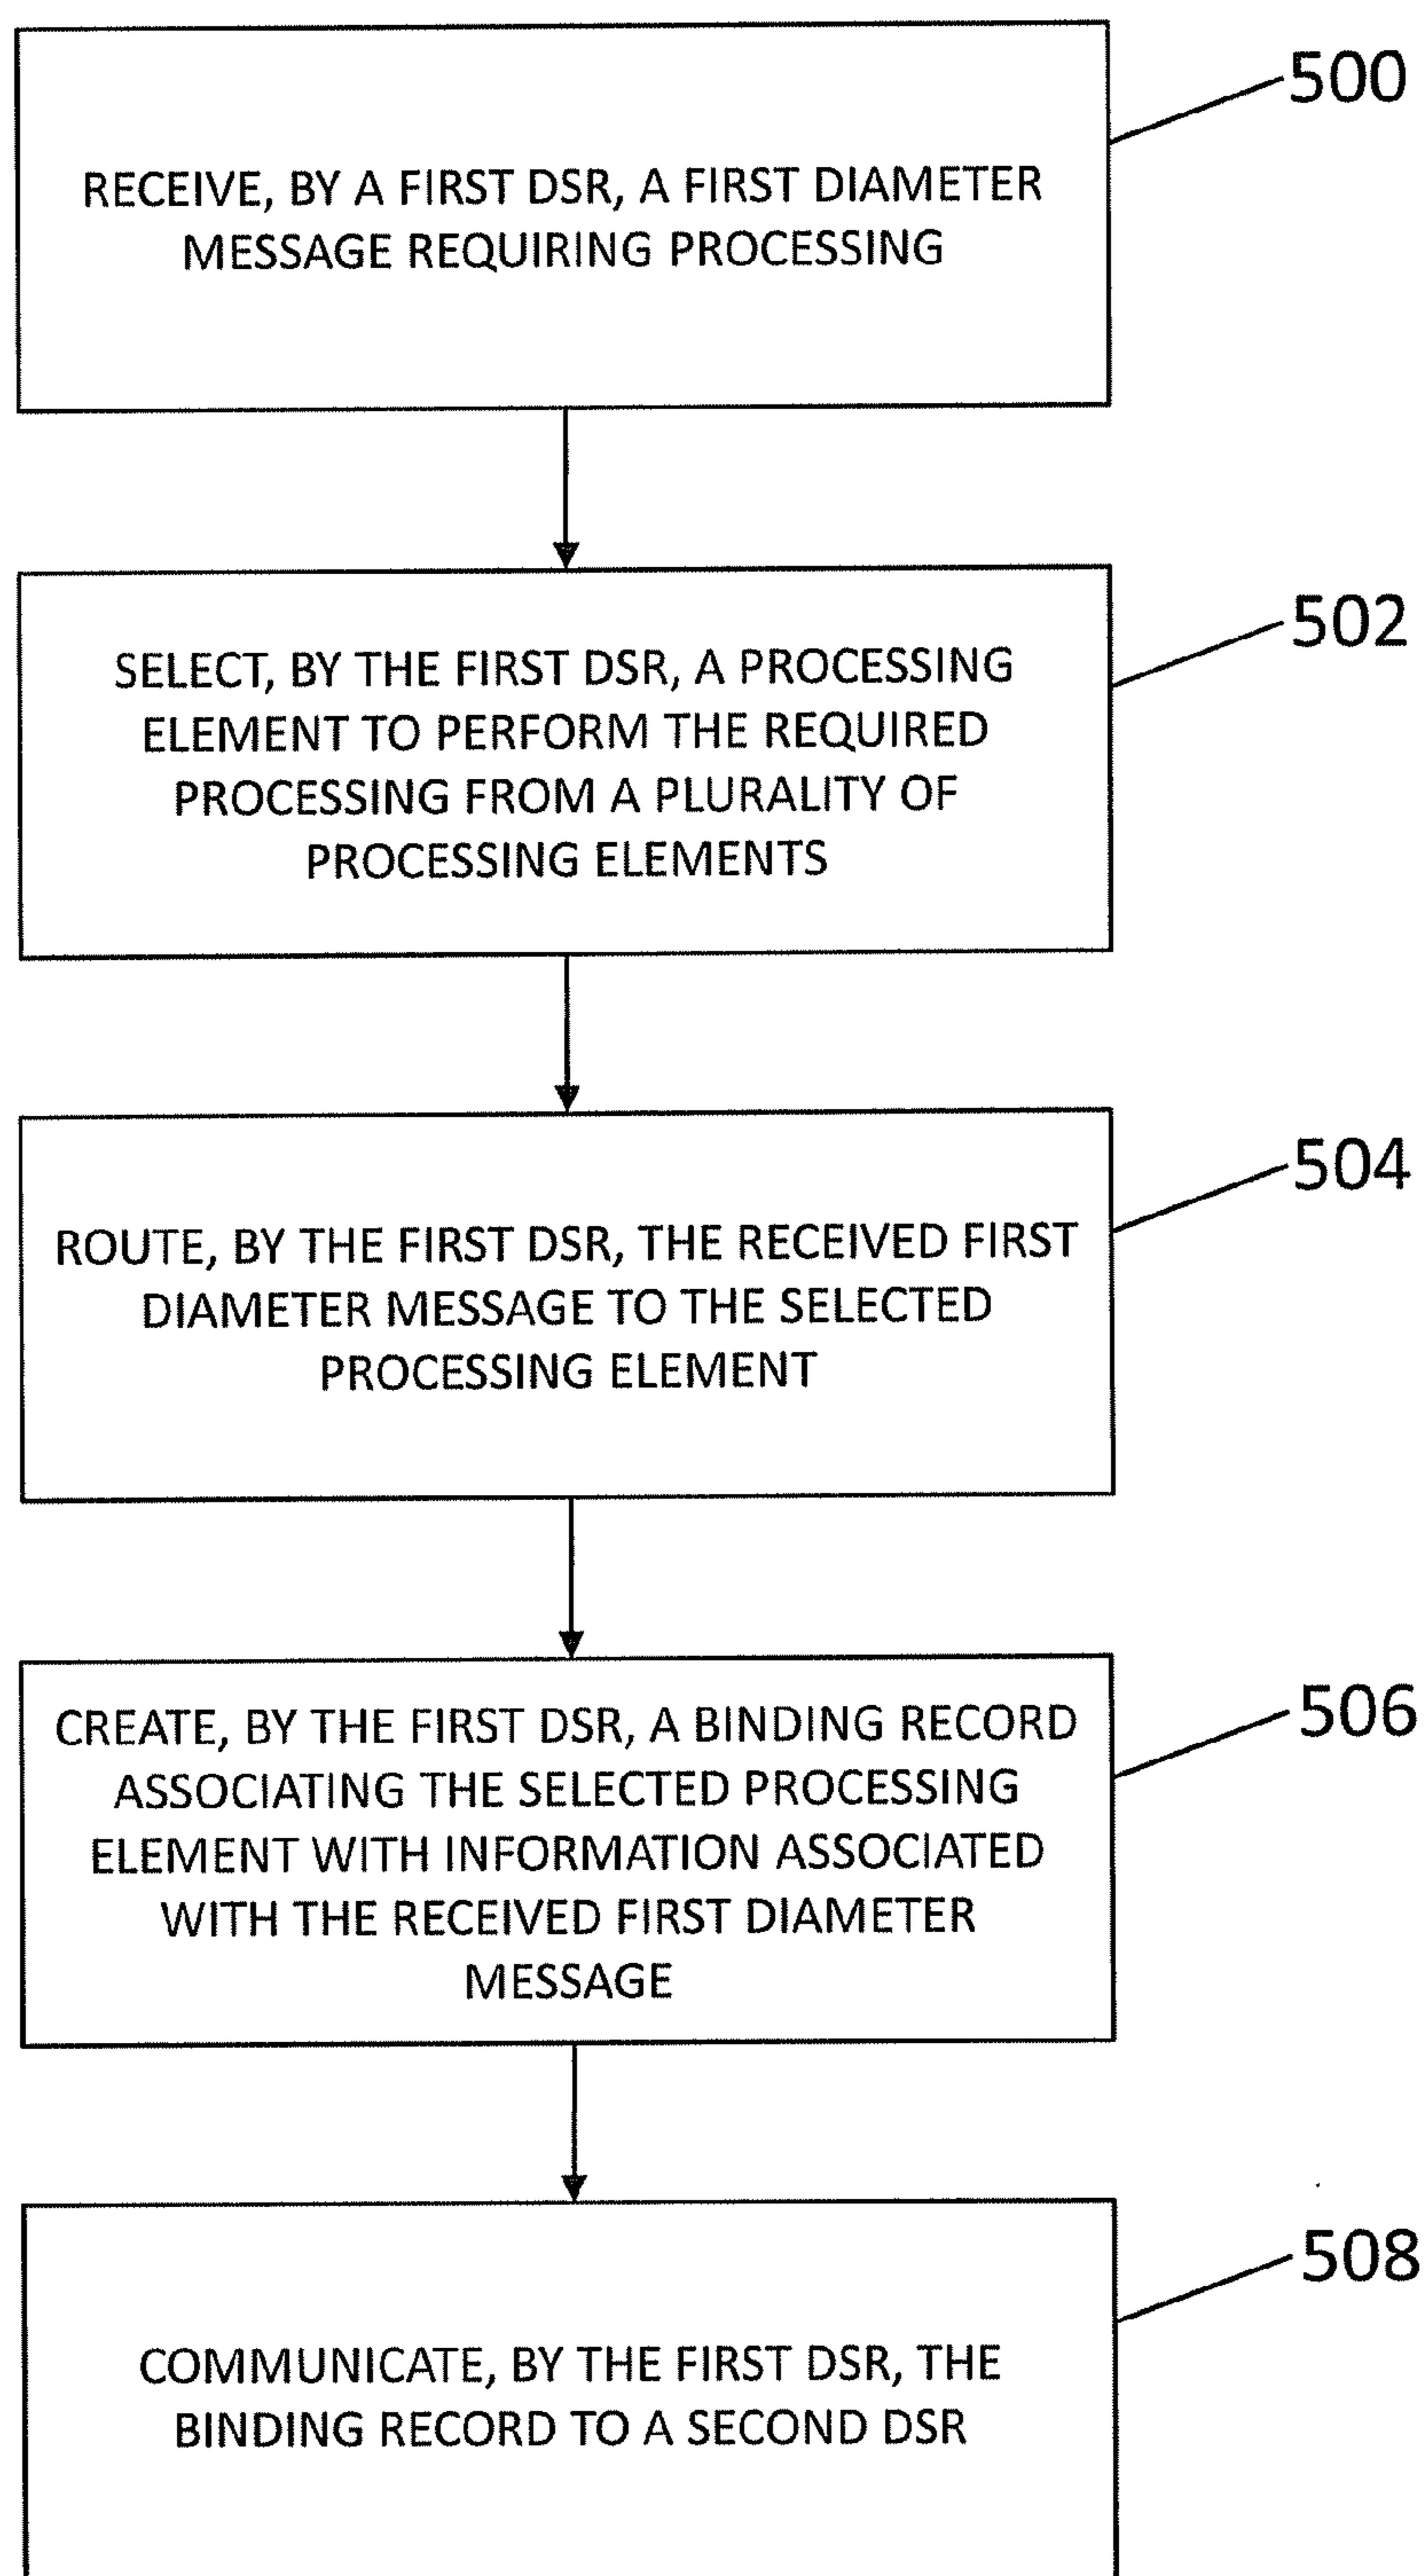 500
RECEIVE, BY A FIRST DSR, A FIRST DIAMETER
MESSAGE REQUIRING PROCESSING
502
SELECT, BY THE FIRST DSR, A PROCESSING
ELEMENT TO PERFORM THE REQUIRED
PROCESSING FROM A PLURALITY OF
PROCESSING ELEMENTS
504
ROUTE, BY THE FIRST DSR, THE RECEIVED FIRST
DIAMETER MESSAGE TO THE SELECTED
PROCESSING ELEMENT
506
CREATE, BY THE FIRST DSR, A BINDING RECORD
ASSOCIATING THE SELECTED PROCESSING
ELEMENT WITH INFORMATION ASSOCIATED
WITH THE RECEIVED FIRST DIAMETER
MESSAGE
508
COMMUNICATE, BY THE FIRST DSR, THE
BINDING RECORD TO A SECOND DSR